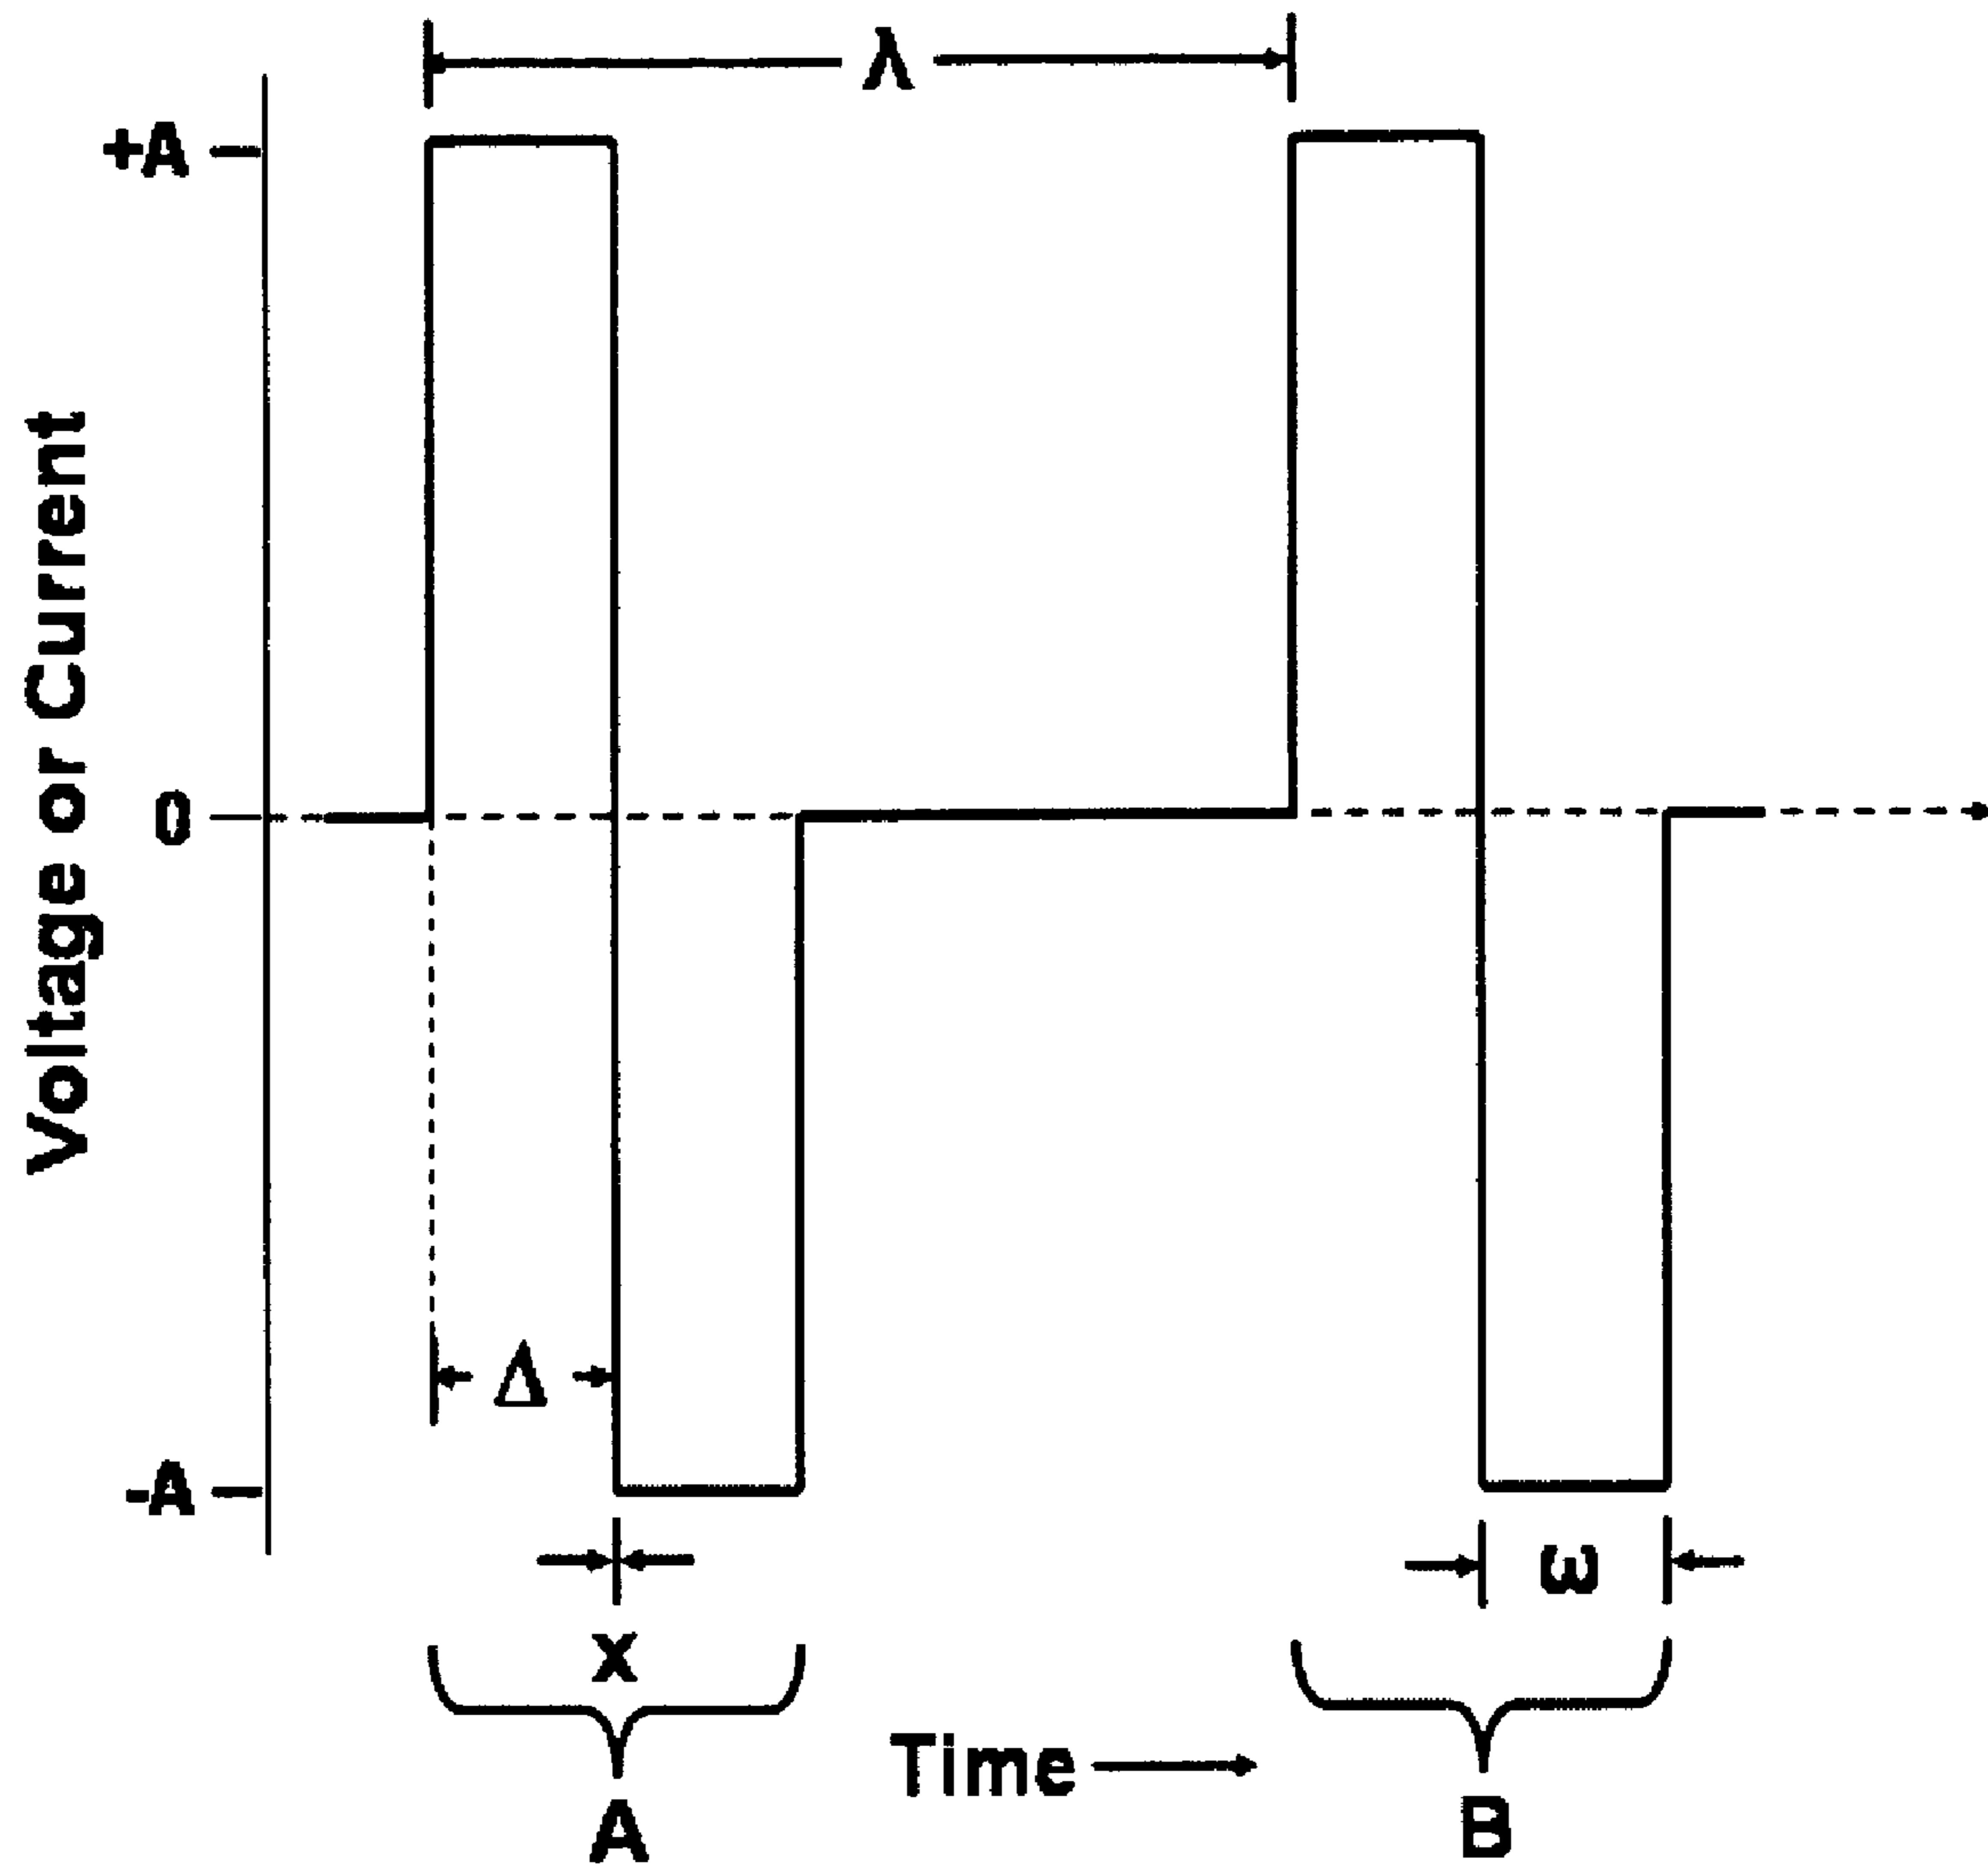 λ
+A
Voltage or Current
0
Δ
-A
ω
x
Time
A
B